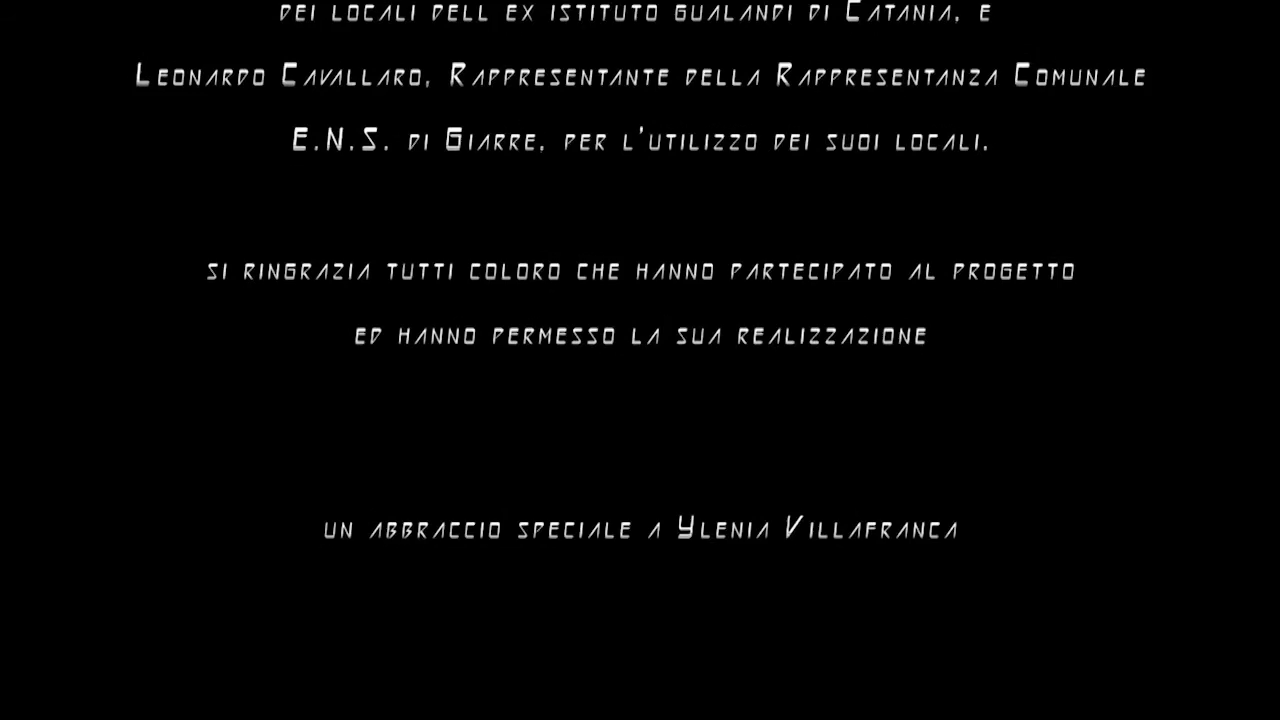 dei locali dell ex istituto gualandi di Catania, e
Leonardo Cavallaro, Rappresentante della Rappresentanza Comunale
E.N.S. di Giarre, per l'utilizzo dei suoi locali.
si ringrazia tutti coloro che hanno partecipato al progetto
ed hanno permesso la sua realizzazione
un abbraccio speciale a Ylenia Villafranca